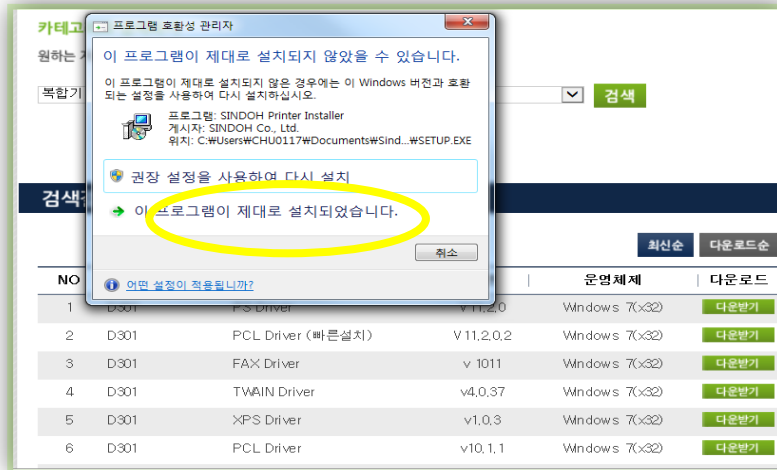 카테고
프로그램 호환성 관리자
원하는
이 프로그램이 제대로 설치되지 않았을 수 있습니다.
이 프로그램이 제대로 설치되지 않은 경우에는 이 Windows 버전과 호환
되는 설정을 사용하여 다시 설치하십시오.
복합기
검색
프로그램: SINDOH Printer Installer
게시자: SINDOH Co., Ltd.
위치: C:₩Users₩CHU0117₩Documents₩Sind...₩SETUP.EXE
권장 설정을 사용하여 다시 설치
검색
이 프로그램이 제대로 설치되었습니다.
취소
최신순 다운로드순
어떤 설정이 적용됩니까?
NO 운영체제 다운로드
1 D301 PS Driver V 11,2,0 Windows 7(x32) 다운받기
2 D301 PCL Driver (빠른설치) V 11,2,0,2 Windows 7(x32) 다운받기
3 D301 FAX Driver v 1011 Windows 7(x32) 다운받기
4 D301 TWAIN Driver v4,0,37 Windows 7(x32) 다운받기
5 D301 XPS Driver v1,0,3 Windows 7(x32) 다운받기
6 D301 PCL Driver v10,1,1 Windows 7(x32) 다운받기